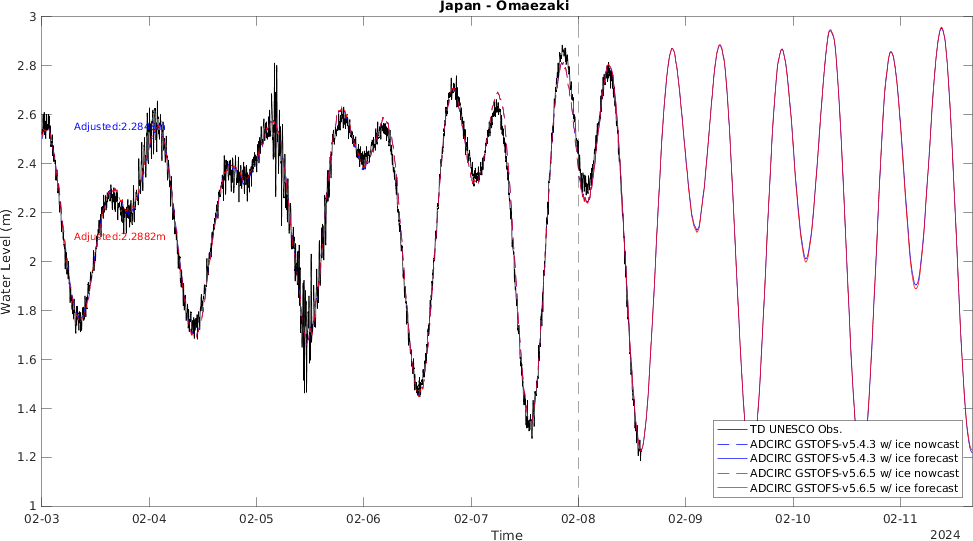 Japan - Omaezaki
3
2.8
2.6
2.4
2.2
2
1.8
1.6
1.4
1.2
1
Water Level (m)
Adjusted:2.2882m
TD UNESCO Obs.
ADCIRC GSTOFS-v5.4.3 w/ ice nowcast
ADCIRC GSTOFS-v5.4.3 w/ ice forecast
ADCIRC GSTOFS-v5.6.5 w/ ice nowcast
ADCIRC GSTOFS-v5.6.5 w/ ice forecast
02-03 02-04 02-05 02-06 02-07 02-08 02-09 02-10 02-11
Time
2024